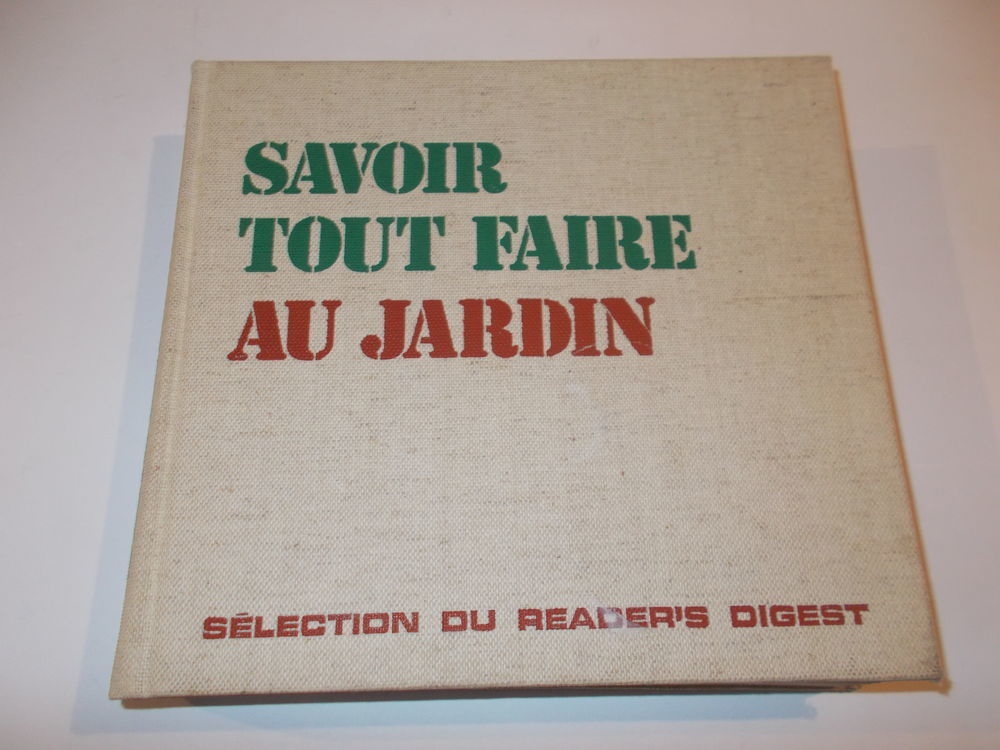 SAVOIR
TOUT FAIRE
AU JARDIN
SÉLECTION DU READER'S DIGEST